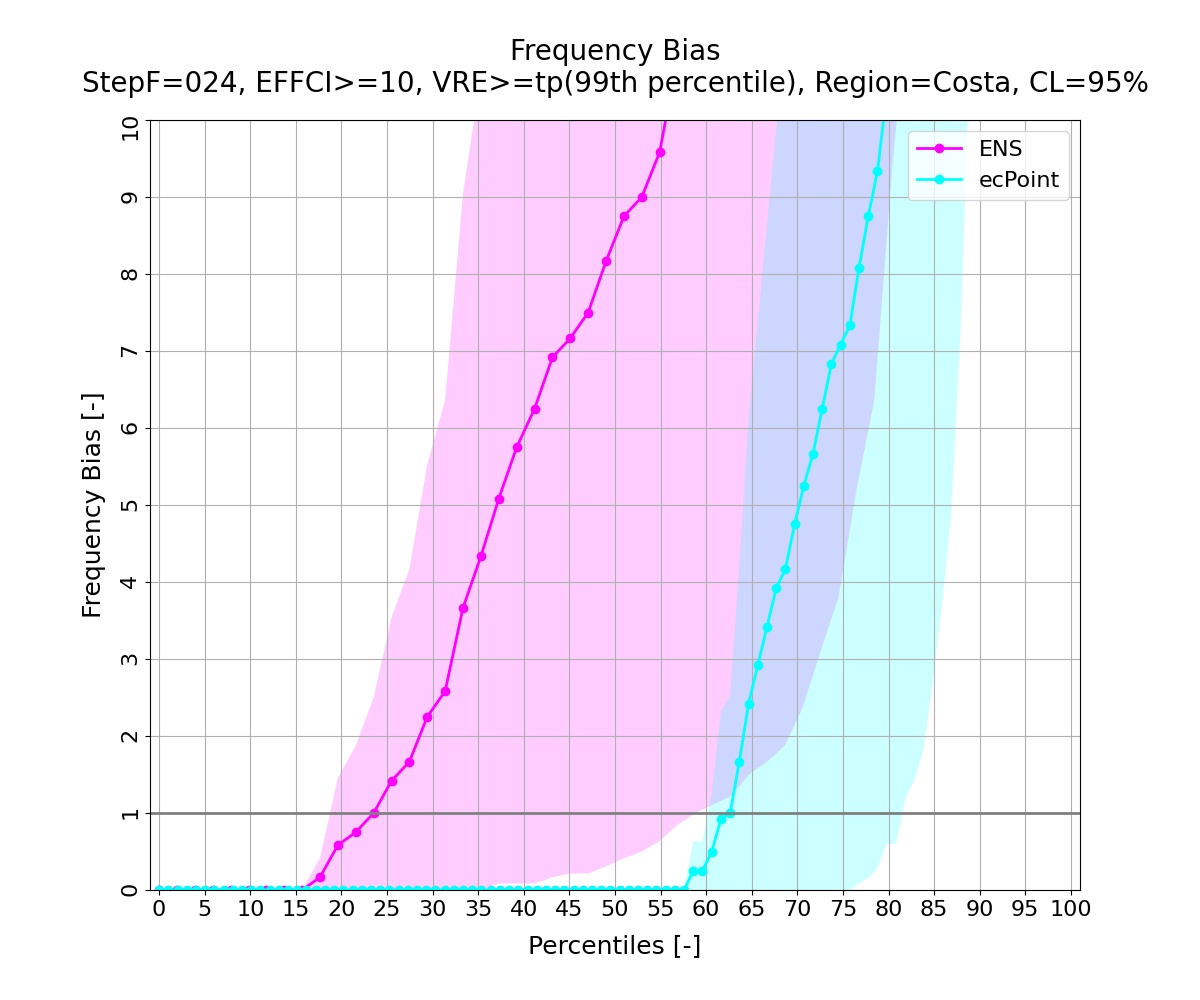 Frequency Bias
StepF=024, EFFCI>=10, VRE>=tp(99th percentile), Region=Costa, CL=95%
ENS
ecPoint
Frequency Bias [-]
10
9
8
7
6
5
4
3
2
1
0
0 5 10 15 20 25 30 35 40 45 50 55 60 65 70 75 80 85 90 95 100
Percentiles [-]